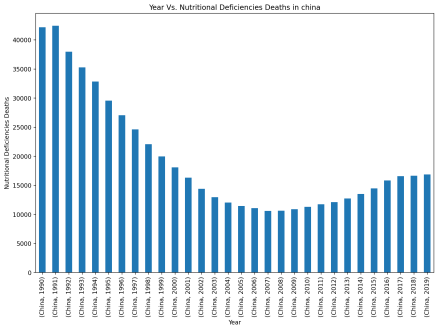 Year Vs. Nutritional Deficiencies Deaths in china
Nutritional Deficiencies Deaths
40000
35000
30000
25000
20000
15000
10000
5000
0
(China, 1990)
(China, 1991)
(China, 1992)
(China, 1993)
(China, 1994)
(China, 1995)
(China, 1996)
(China, 1997)
(China, 1998)
(China, 1999)
(China, 2000)
(China, 2001)
(China, 2002)
(China, 2003)
(China, 2004)
(China, 2005)
(China, 2006)
(China, 2007)
(China, 2008)
(China, 2009)
(China, 2010)
(China, 2011)
(China, 2012)
(China, 2013)
(China, 2014)
(China, 2015)
(China, 2016)
(China, 2017)
(China, 2018)
(China, 2019)
Year